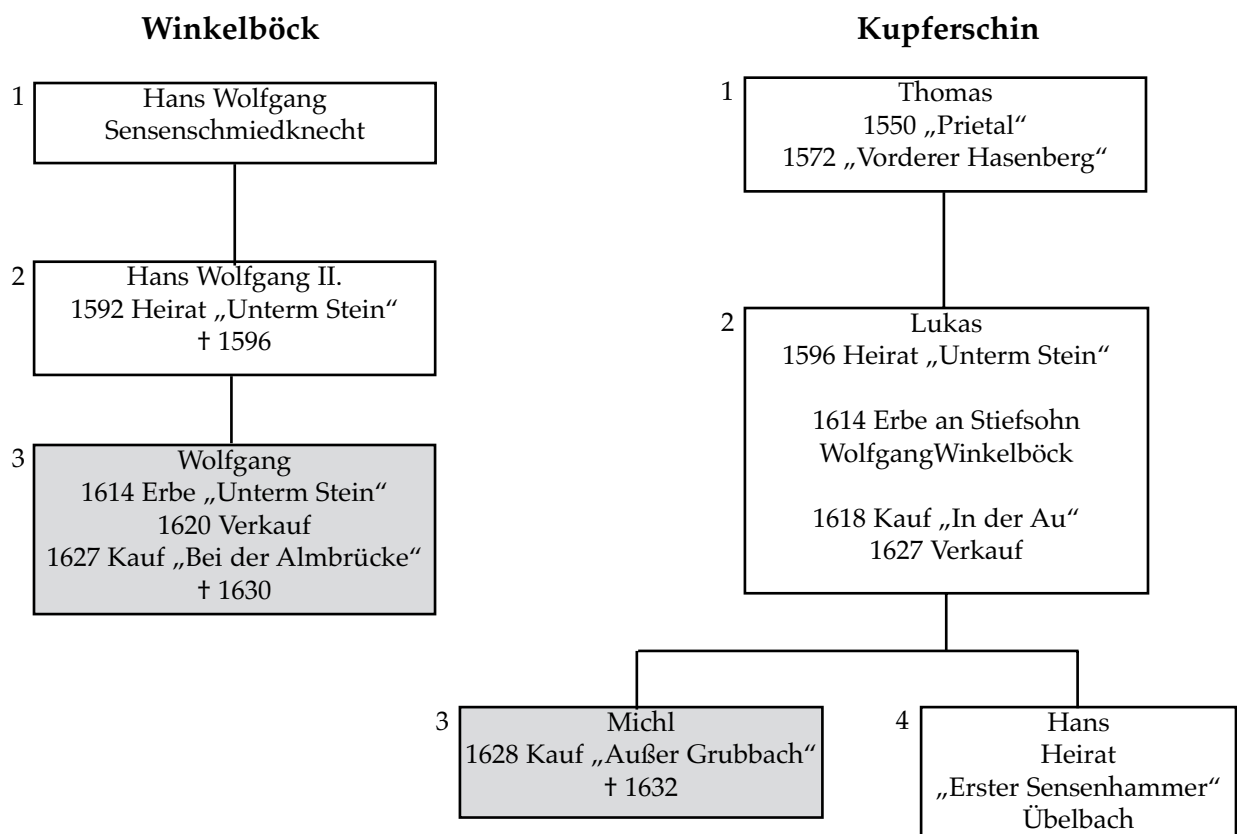 Winkelböck
1
Hans Wolfgang
Sensenschmiedknecht
2
Hans Wolfgang II.
1592 Heirat „Unterm Stein“
† 1596
3
Wolfgang
1614 Erbe „Unterm Stein“
1620 Verkauf
1627 Kauf „Bei der Almbrücke“
† 1630
Kupferschin
1
Thomas
1550 „Prietal“
1572 „Vorderer Hasenberg“
2
Lukas
1596 Heirat „Unterm Stein“
1614 Erbe an Stiefsohn
WolfgangWinkelböck
1618 Kauf „In der Au“
1627 Verkauf
3
Michl
1628 Kauf „Außer Grubbach“
† 1632
4
Hans
Heirat
„Erster Sensenhammer“
Übelbach